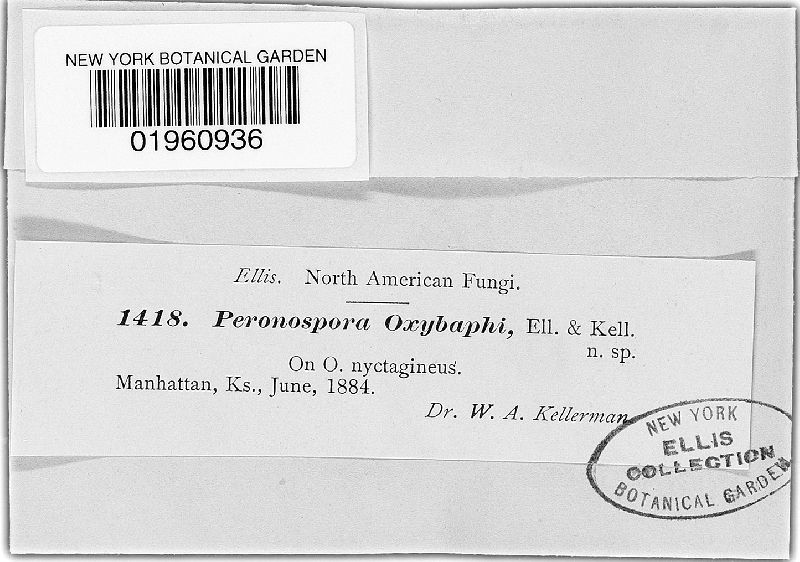 NEW YORK BOTANICAL GARDEN
01960936
Ellis. North American Fungi.
1418. Peronospora Oxybaphi, Ell. & Kell.
n. sp.
On O. nyctagineus.
Manhattan, Ks., June, 1884.
Dr. W. A. Kellerman
NEW YORK
ELLIS
COLLECTION
BOTANICAL GARDEN